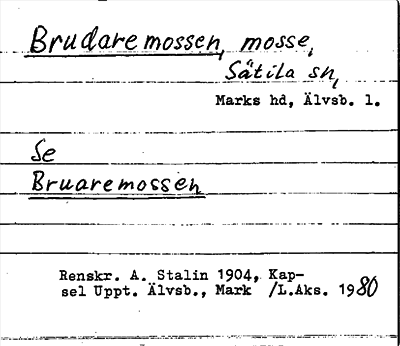 Brudaremossen, mosse,
Sätila sn,
Marks hd, Älvsb. l.
Se
Bruaremossen
Renskr. A. Stalin 1904, Kap-
sel Uppt. Älvsb., Mark /L.Aks. 1980